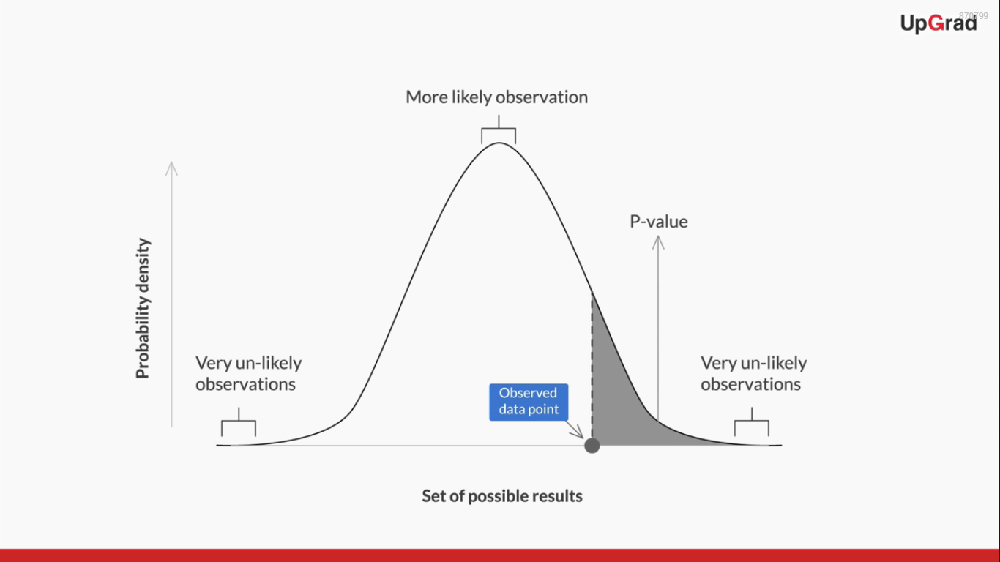 870799
UpGrad
More likely observation
P-value
Probability density
Very un-likely
observations
Very un-likely
observations
Observed
data point
Set of possible results